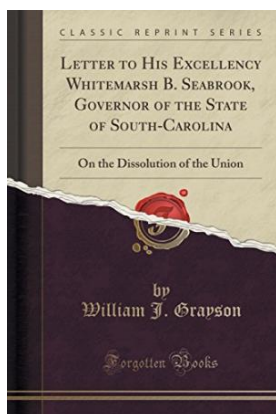 CLASSIC REPRINT SERIES
LETTER TO HIS EXCELLENCY
WHITEMARSH B. SEABROOK,
GOVERNOR OF THE STATE
OF SOUTH-CAROLINA
On the Dissolution of the Union
by
William J. Grayson
Forgotten Books